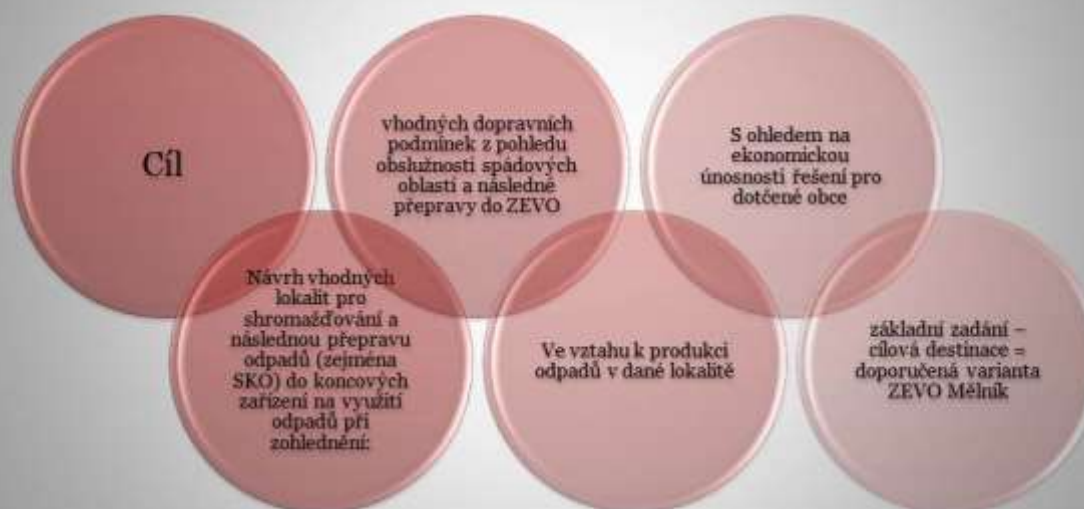 Cíl
Návrh vhodných
lokalit pro
shromažďování a
následnou přepravu
odpadů (zejména
SKO) do koncových
zařízení na využití
odpadů při
zohlednění:
vhodných dopravních
podmínek z pohledu
obslužnosti spádových
oblastí a následné
přepravy do ZEVO
Ve vztahu k produkci
odpadů v dané lokalitě
S ohledem na
ekonomickou
únosnosti řešení pro
dotčené obce
základní zadání –
cílová destinace =
doporučená varianta
ZEVO Mělník